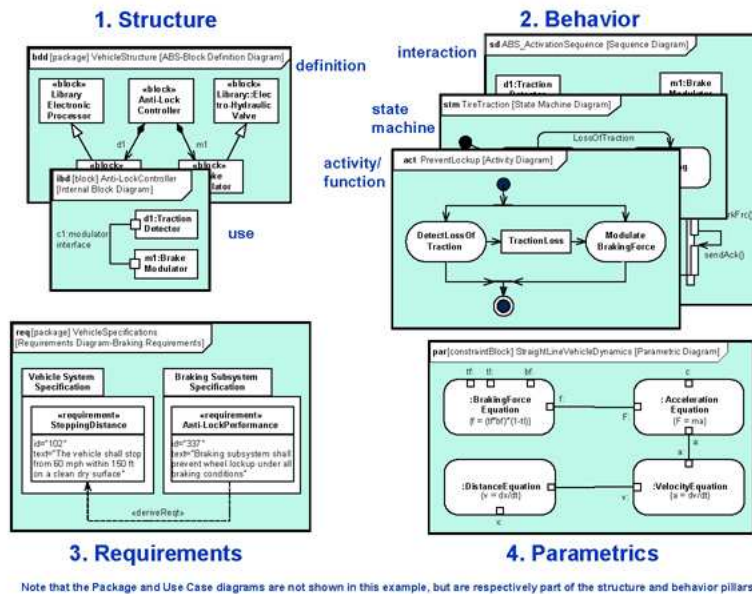 1. Structure
bdd [package] VehicleStructure [ABS-Block Definition Diagram]
definition
«block»
Library
Electronic
Processor
«block»
Anti-Lock
Controller
«block»
Library::Elec
tro-Hydraulic
Valve
d1
m1
«block»
ibd [block] Anti-LockController
[Internal Block Diagram]
use
c1:modulator
interface
d1:Traction
Detector
m1:Brake
Modulator
2. Behavior
interaction
sd ABS_ActivationSequence [Sequence Diagram]
d1:Traction
Detector
m1:Brake
Modulator
state
machine
stm TireTraction [State Machine Diagram]
LossOfTraction
activity/
function
act PreventLockup [Activity Diagram]
DetectLossOf
Traction
TractionLoss
Modulate
BrakingForce
sendAck()
req [package] VehicleSpecifications
[Requirements Diagram-Braking Requirements]
Vehicle System
Specification
Braking Subsystem
Specification
«requirement»
StoppingDistance
id="102"
text="The vehicle shall stop
from 60 mph within 150 ft
on a clean dry surface"
«requirement»
Anti-LockPerformance
id="337"
text="Braking subsystem shall
prevent wheel lockup under all
braking conditions"
«deriveReqt»
3. Requirements
par [constraintBlock] StraightLineVehicleDynamics [Parametric Diagram]
tf: tl: bf:
:BrakingForce
Equation
{f = (tf*bf)*(1-tl)}
f:
F:
c
:Acceleration
Equation
{F = ma}
a:
a:
:DistanceEquation
{v = dx/dt}
v:
x:
:VelocityEquation
{a = dv/dt}
4. Parametrics
Note that the Package and Use Case diagrams are not shown in this example, but are respectively part of the structure and behavior pillars